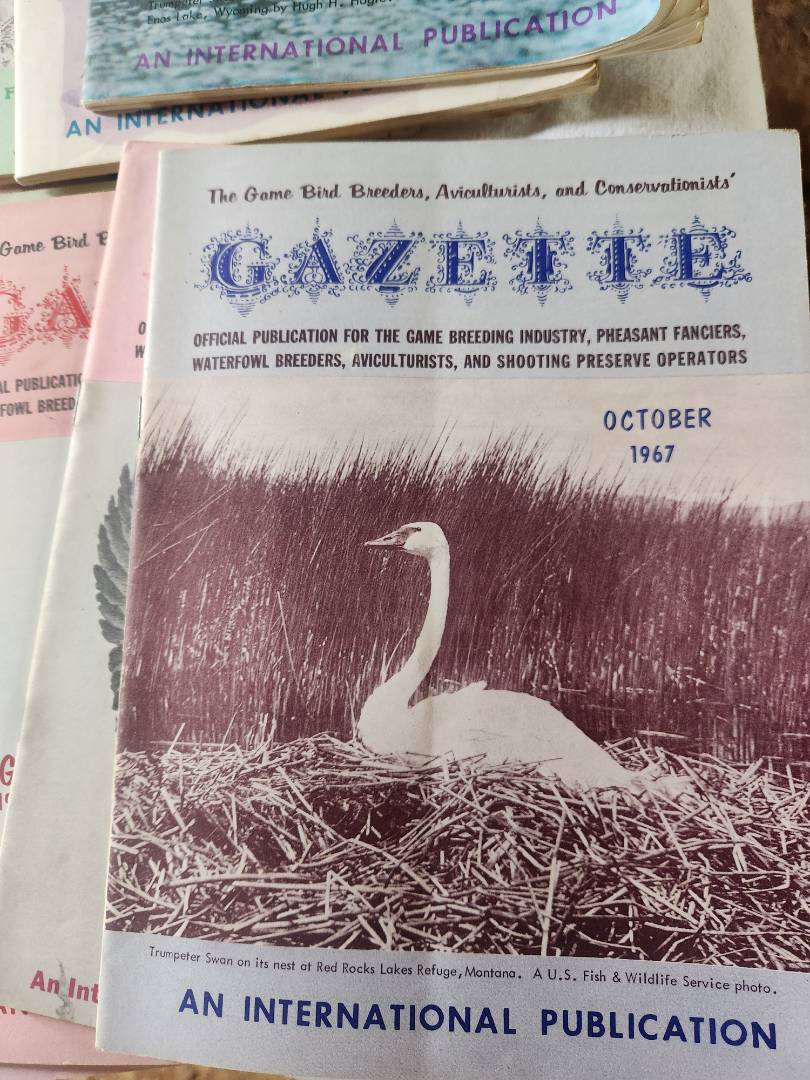 Enos Lake, Wyoming by Hugh H.
AN INTERNATIONAL PUBLICATION
AN INTERNATIONAL
The Game Bird Breeders, Aviculturists, and Conservationists'
GAZETTE
OFFICIAL PUBLICATION FOR THE GAME BREEDING INDUSTRY, PHEASANT FANCIERS,
WATERFOWL BREEDERS, AVICULTURISTS, AND SHOOTING PRESERVE OPERATORS
OCTOBER
1967
Trumpeter Swan on its nest at Red Rocks Lakes Refuge, Montana. A U.S. Fish & Wildlife Service photo.
AN INTERNATIONAL PUBLICATION
Game Bird B
GA
AL PUBLICATI
FOWL BREED
An Int